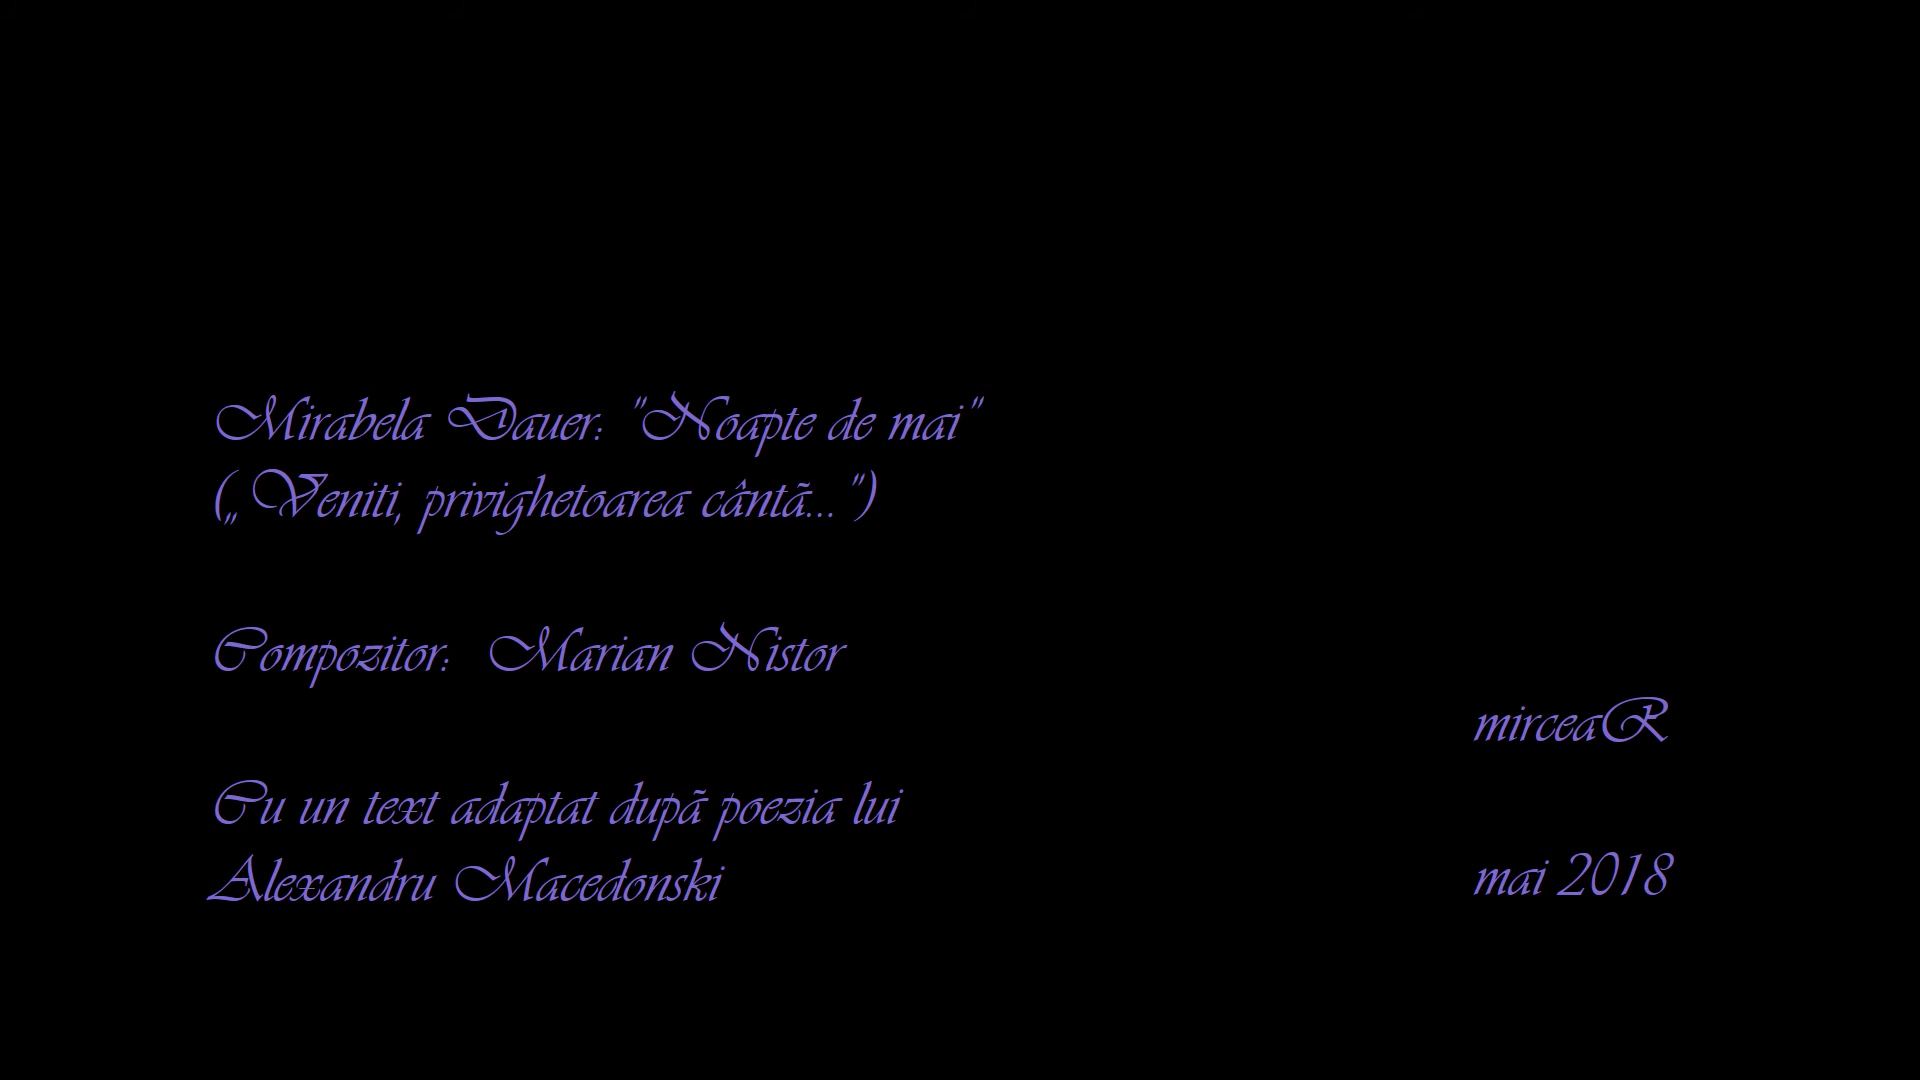 Mirabela Dauer: "Noapte de mai"
(„Veniti, privighetoarea cântã...")
Compozitor: Marian Nistor
Cu un text adaptat dupã poezia lui
Alexandru Macedonski
mirceaR
mai 2018